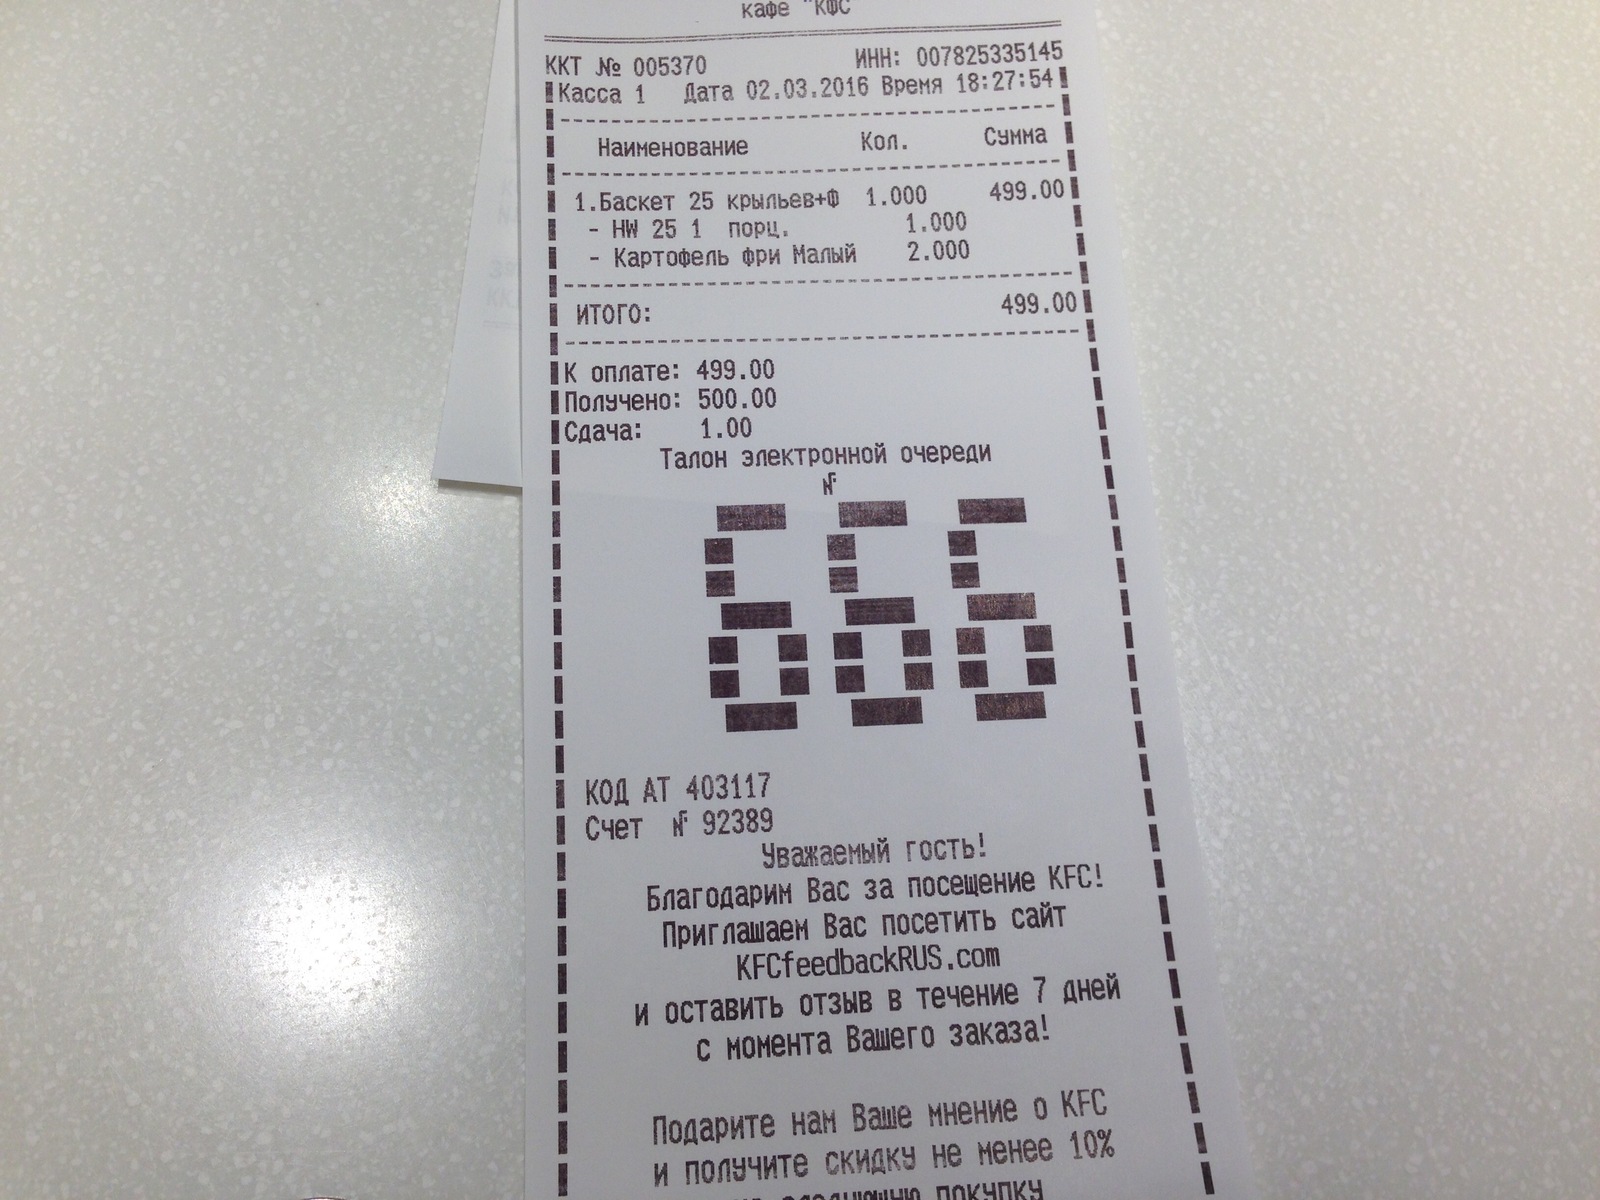 кафе "КФС"
ККТ № 005370 ИНН: 007825335145
Касса 1 Дата 02.03.2016 Время 18:27:54
Наименование Кол. Сумма
1.Баскет 25 крыльев+Ф 1.000 499.00
- HW 25 1 порц. 1.000
- Картофель фри Малый 2.000
ИТОГО: 499.00
К оплате: 499.00
Получено: 500.00
Сдача: 1.00
Талон электронной очереди
№
666
КОД АТ 403117
Счет № 92389
Уважаемый гость!
Благодарим Вас за посещение KFC!
Приглашаем Вас посетить сайт
KFCfeedbackRUS.com
и оставить отзыв в течение 7 дней
с момента Вашего заказа!
Подарите нам Ваше мнение о KFC
и получите скидку не менее 10%
следующую покупку